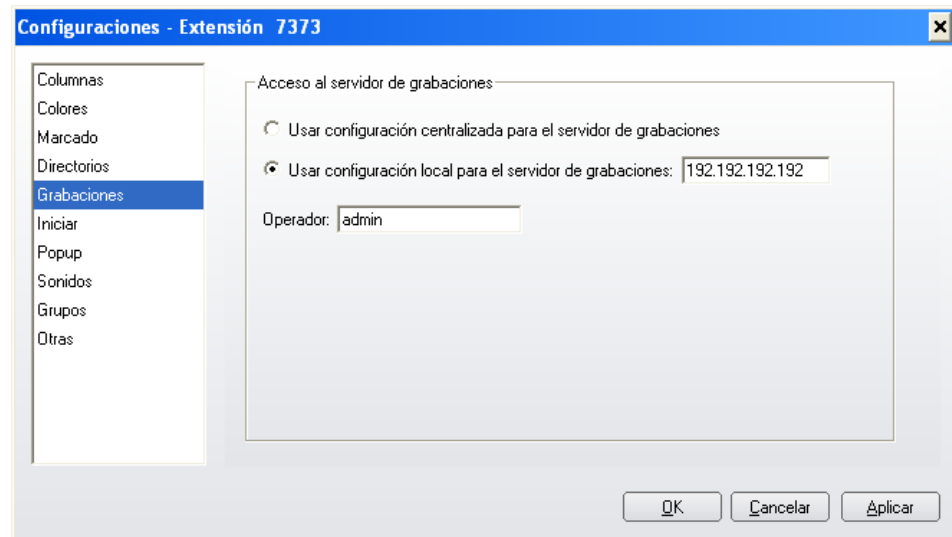 Configuraciones - Extensión 7373
Columnas
Colores
Marcado
Directorios
Grabaciones
Iniciar
Popup
Sonidos
Grupos
Otras
Acceso al servidor de grabaciones
Usar configuración centralizada para el servidor de grabaciones
Usar configuración local para el servidor de grabaciones: 192.192.192.192
Operador: admin
OK Cancelar Aplicar